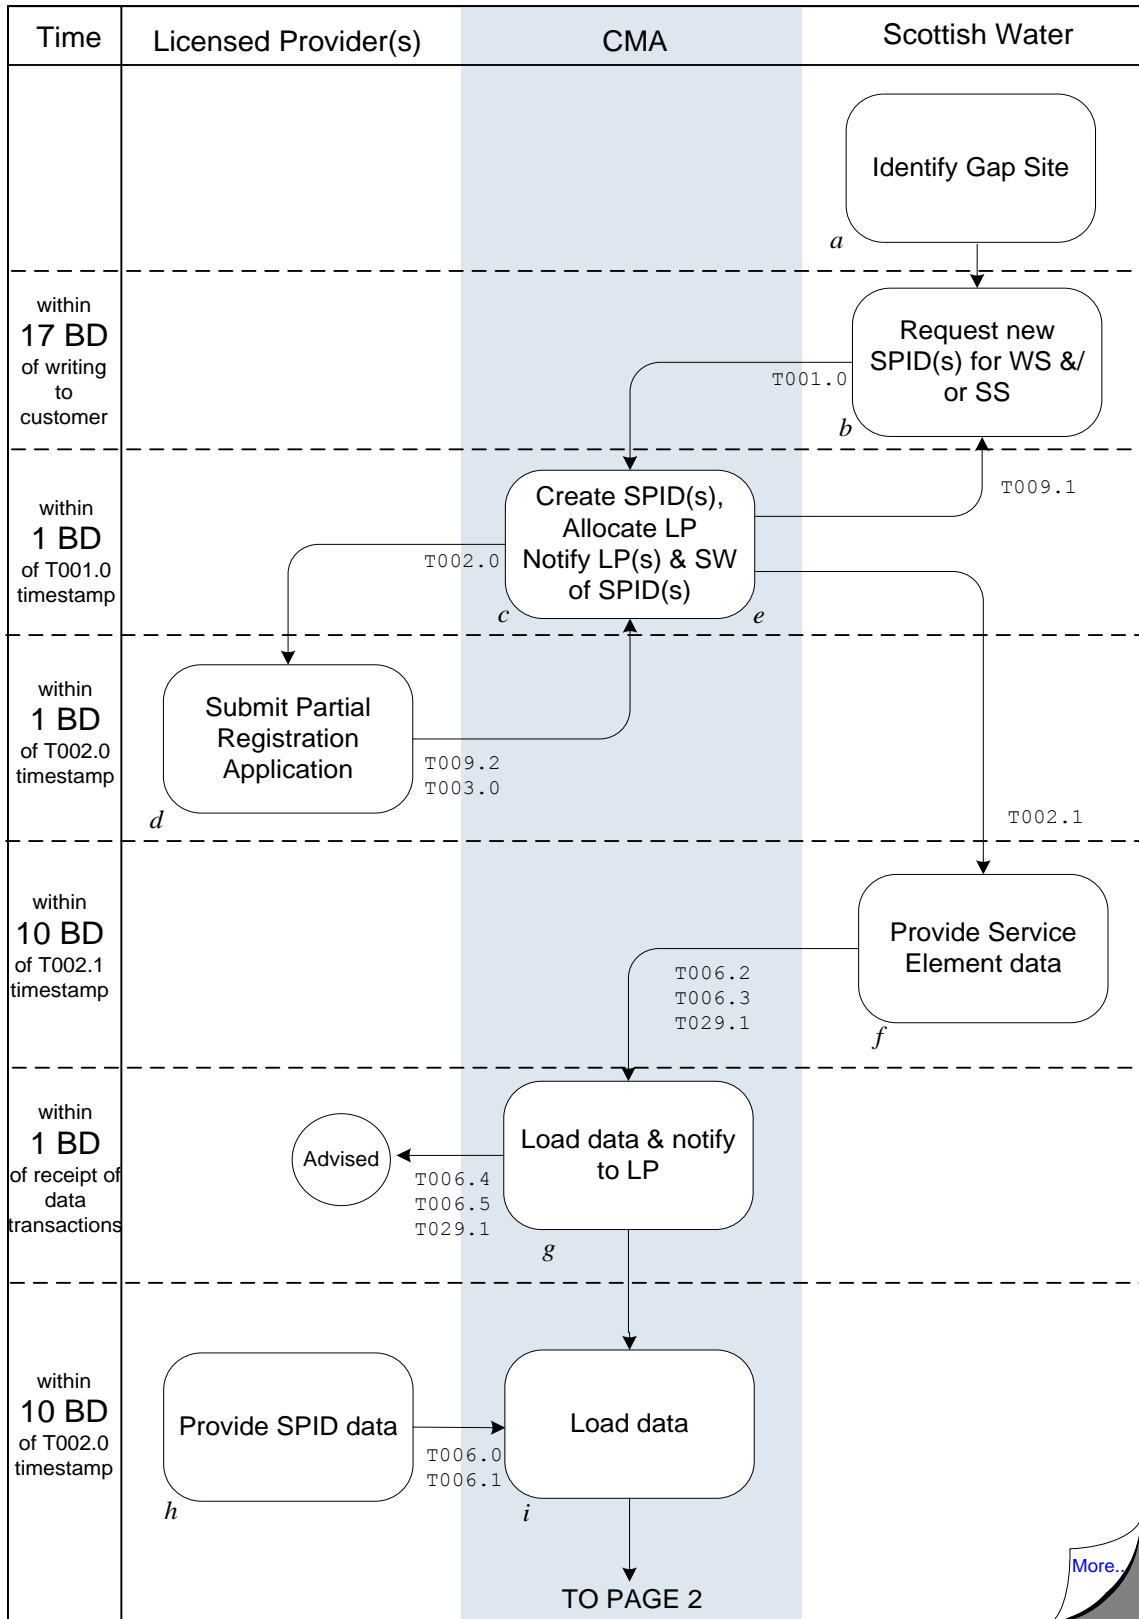 Time
Licensed Provider(s)
CMA
Scottish Water
Identify Gap Site
a
within
17 BD
of writing
to
customer
Request new
SPID(s) for WS &/
or SS
T001.0
b
within
1 BD
of T001.0
timestamp
Create SPID(s),
Allocate LP
Notify LP(s) & SW
of SPID(s)
T009.1
T002.0
c
e
within
1 BD
of T002.0
timestamp
Submit Partial
Registration
Application
T009.2
T003.0
d
T002.1
within
10 BD
of T002.1
timestamp
Provide Service
Element data
T006.2
T006.3
T029.1
f
within
1 BD
of receipt of
data
transactions
Advised
Load data & notify
to LP
T006.4
T006.5
T029.1
g
within
10 BD
of T002.0
timestamp
Provide SPID data
Load data
T006.0
T006.1
h
i
More..
TO PAGE 2